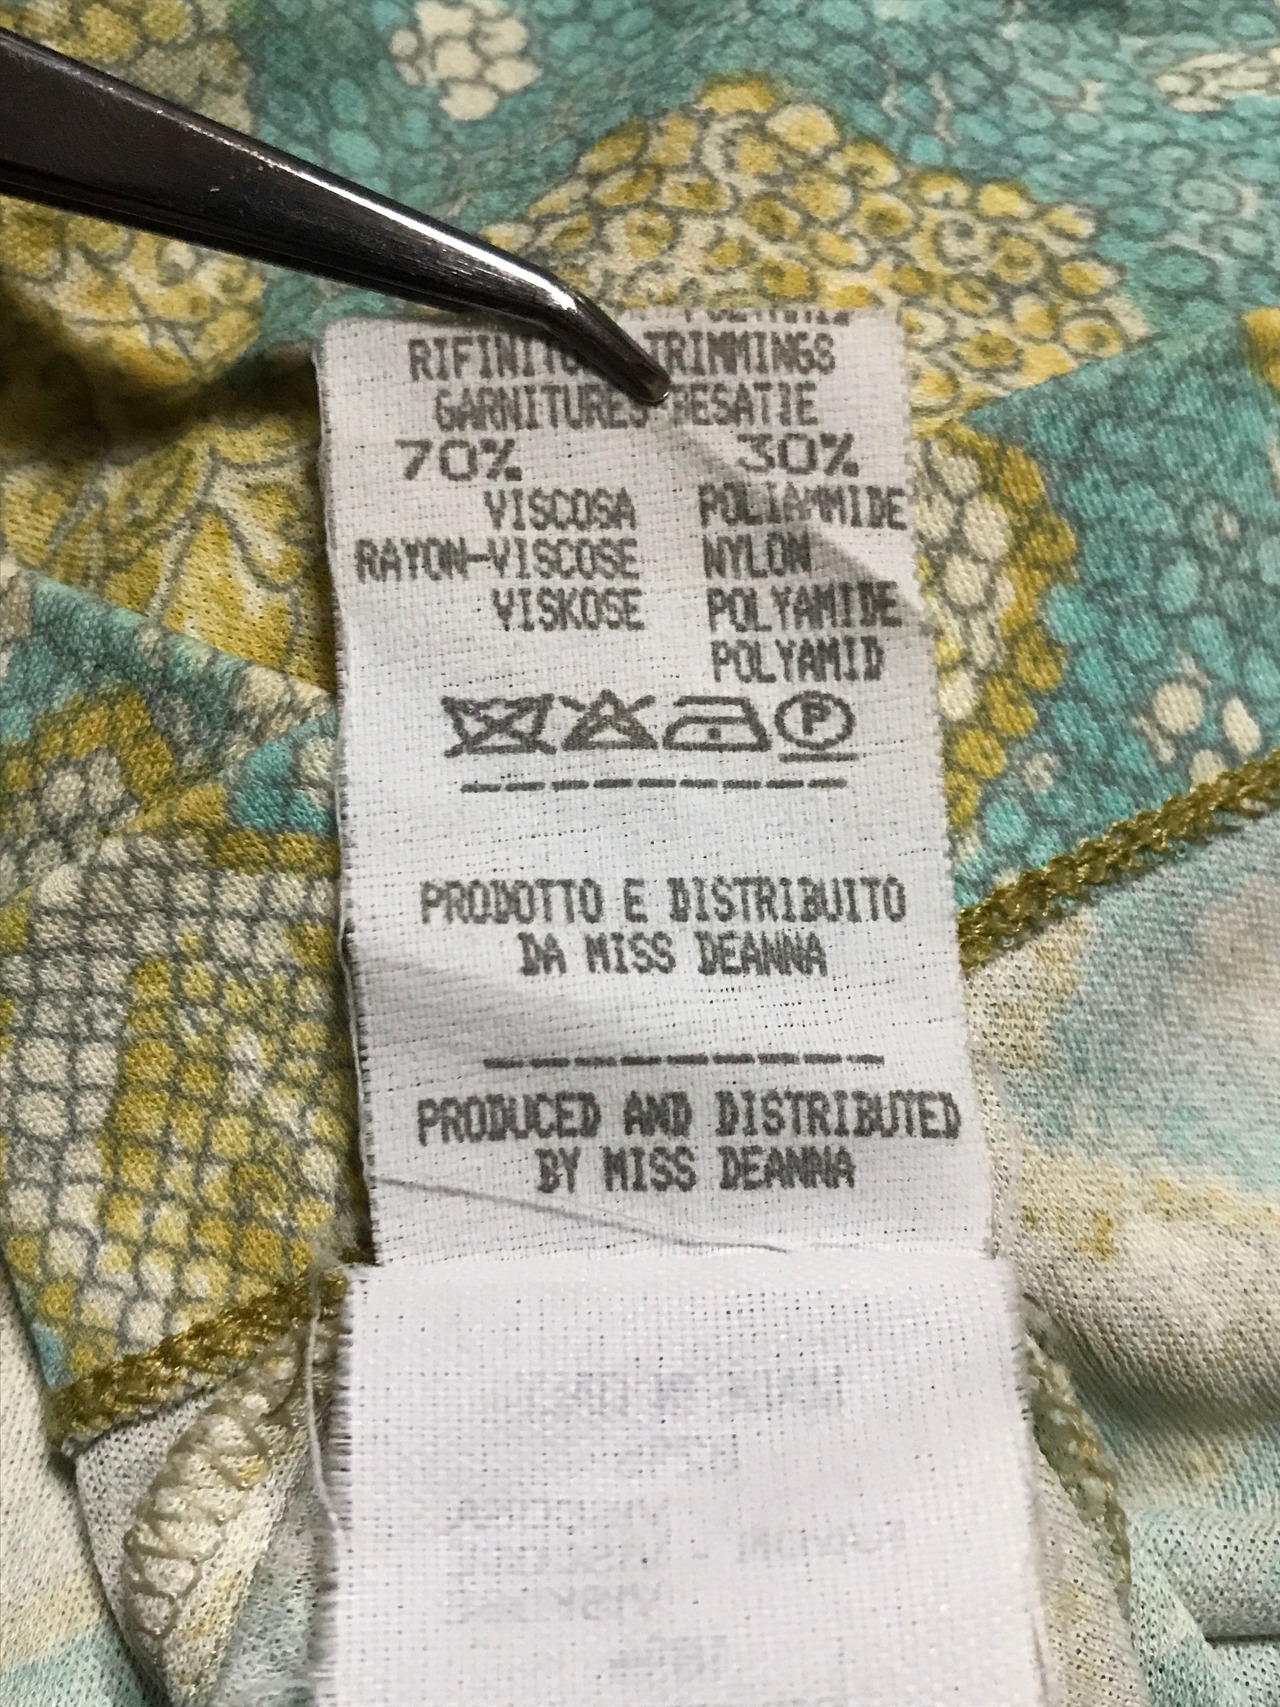 TRIMMINGS
GARNITURES BESATIE
70% 30%
VISCOSA POLIAMMIDE
RAYON-VISCOSE NYLON
VISKOSE POLYAMIDE
POLYAMID
P
PRODOTTO E DISTRIBUITO
DA MISS DEANNA
PRODUCED AND DISTRIBUTED
BY MISS DEANNA